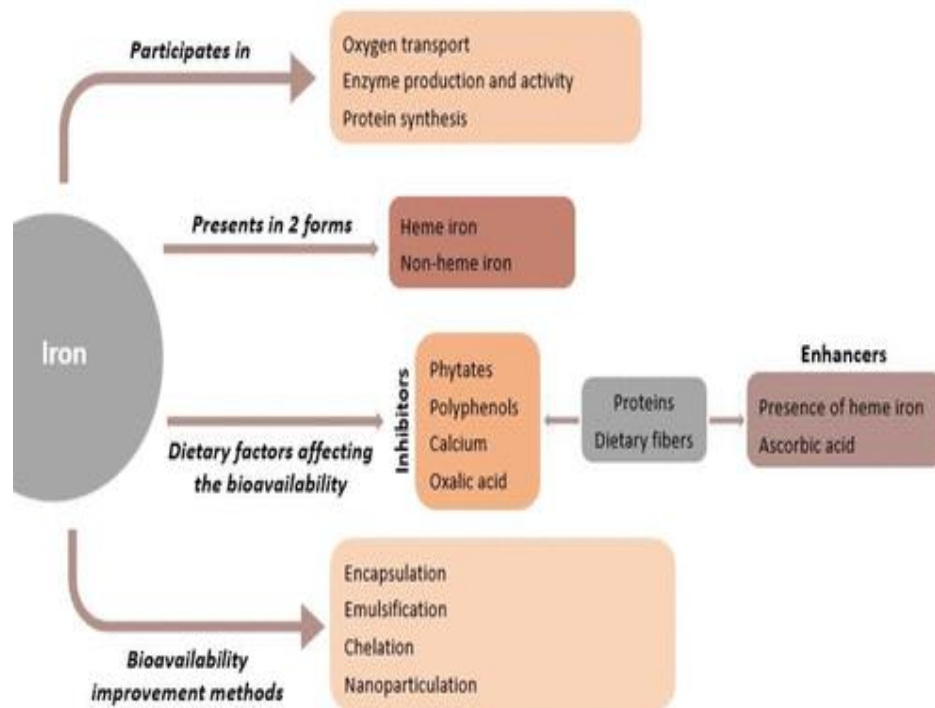 Participates in
Oxygen transport
Enzyme production and activity
Protein synthesis
Presents in 2 forms
Heme iron
Non-heme iron
Iron
Dietary factors affecting
the bioavailability
Inhibitors
Phytates
Polyphenols
Calcium
Oxalic acid
Proteins
Dietary fibers
Enhancers
Presence of heme iron
Ascorbic acid
Bioavailability
improvement methods
Encapsulation
Emulsification
Chelation
Nanoparticulation